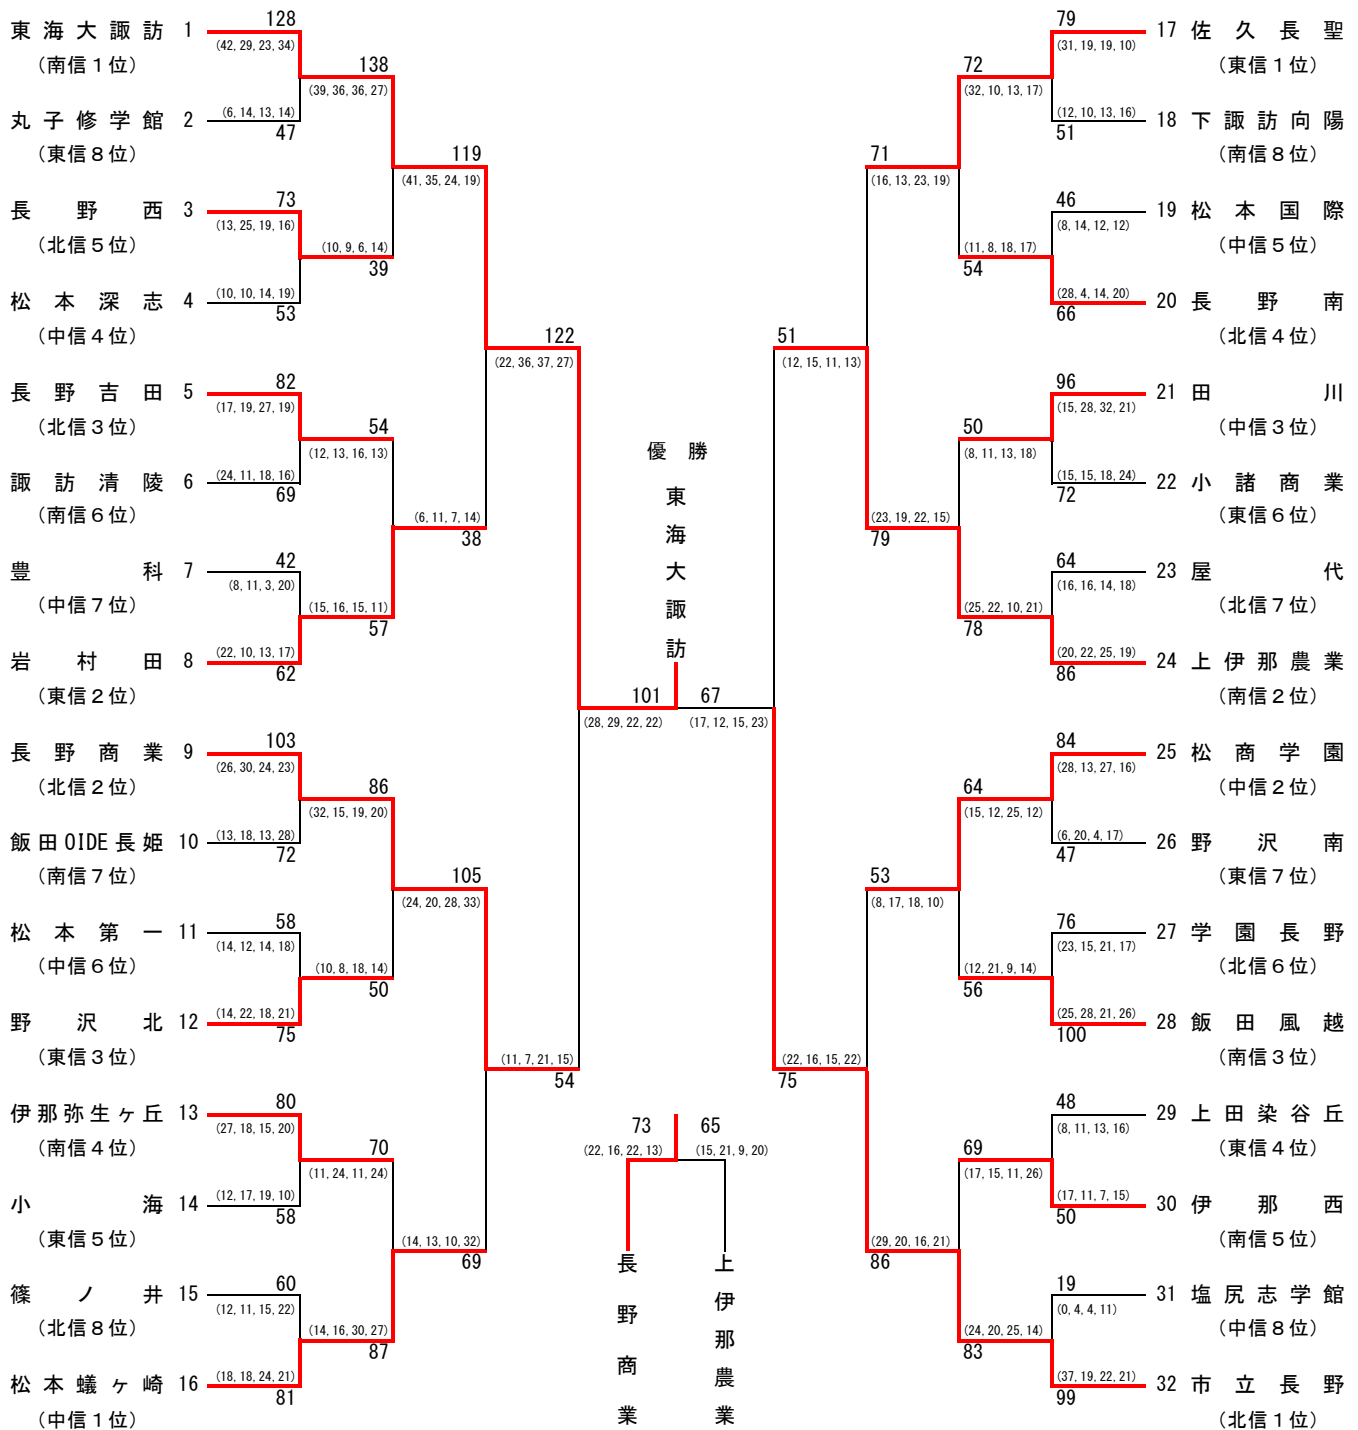 128
東海大諏訪 1
(42, 29, 23, 34)
(南信1位)
138
(39, 36, 36, 27)
(6, 14, 13, 14)
丸子修学館 2
47
(東信8位)
119
(41, 35, 24, 19)
73
長野西 3
(13, 25, 19, 16)
(北信5位)
(10, 9, 6, 14)
39
(10, 10, 14, 19)
松本深志 4
53
(中信4位)
122
(22, 36, 37, 27)
82
長野吉田 5
(17, 19, 27, 19)
(北信3位)
54
(12, 13, 16, 13)
(24, 11, 18, 16)
諏訪清陵 6
69
(南信6位)
(6, 11, 7, 14)
38
42
豊科 7
(8, 11, 3, 20)
(中信7位)
(15, 16, 15, 11)
57
(22, 10, 13, 17)
岩村田 8
62
(東信2位)
101
(28, 29, 22, 22)
103
長野商業 9
(26, 30, 24, 23)
(北信2位)
86
(32, 15, 19, 20)
(13, 18, 13, 28)
飯田OIDE長姫 10
72
(南信7位)
105
(24, 20, 28, 33)
58
松本第一 11
(14, 12, 14, 18)
(中信6位)
(10, 8, 18, 14)
50
(14, 22, 18, 21)
野沢北 12
75
(東信3位)
(11, 7, 21, 15)
54
80
伊那弥生ヶ丘 13
(27, 18, 15, 20)
(南信4位)
70
(11, 24, 11, 24)
(12, 17, 19, 10)
小海 14
58
(東信5位)
(14, 13, 10, 32)
69
60
篠ノ井 15
(12, 11, 15, 22)
(北信8位)
(14, 16, 30, 27)
87
(18, 18, 24, 21)
松本蟻ヶ崎 16
81
(中信1位)
優勝
東海大諏訪
67
(17, 12, 15, 23)
73
(22, 16, 22, 13)
65
(15, 21, 9, 20)
長野商業
上伊那農業
79
17 佐久長聖
(31, 19, 19, 10)
(東信1位)
72
(32, 10, 13, 17)
(12, 10, 13, 16)
18 下諏訪向陽
51
(南信8位)
71
(16, 13, 23, 19)
46
19 松本国際
(8, 14, 12, 12)
(中信5位)
(11, 8, 18, 17)
54
(28, 4, 14, 20)
20 長野南
66
(北信4位)
51
(12, 15, 11, 13)
96
21 田川
(15, 28, 32, 21)
(中信3位)
50
(8, 11, 13, 18)
(15, 15, 18, 24)
22 小諸商業
72
(東信6位)
(23, 19, 22, 15)
79
64
23 屋代
(16, 16, 14, 18)
(北信7位)
(25, 22, 10, 21)
78
(20, 22, 25, 19)
24 上伊那農業
86
(南信2位)
84
25 松商学園
(28, 13, 27, 16)
(中信2位)
64
(15, 12, 25, 12)
(6, 20, 4, 17)
26 野沢南
47
(東信7位)
53
(8, 17, 18, 10)
76
27 学園長野
(23, 15, 21, 17)
(北信6位)
(12, 21, 9, 14)
56
(25, 28, 21, 26)
28 飯田風越
100
(南信3位)
(22, 16, 15, 22)
75
48
29 上田染谷丘
(8, 11, 13, 16)
(東信4位)
69
(17, 15, 11, 26)
(17, 11, 7, 15)
30 伊那西
50
(南信5位)
(29, 20, 16, 21)
86
19
31 塩尻志学館
(0, 4, 4, 11)
(中信8位)
(24, 20, 25, 14)
83
(37, 19, 22, 21)
32 市立長野
99
(北信1位)